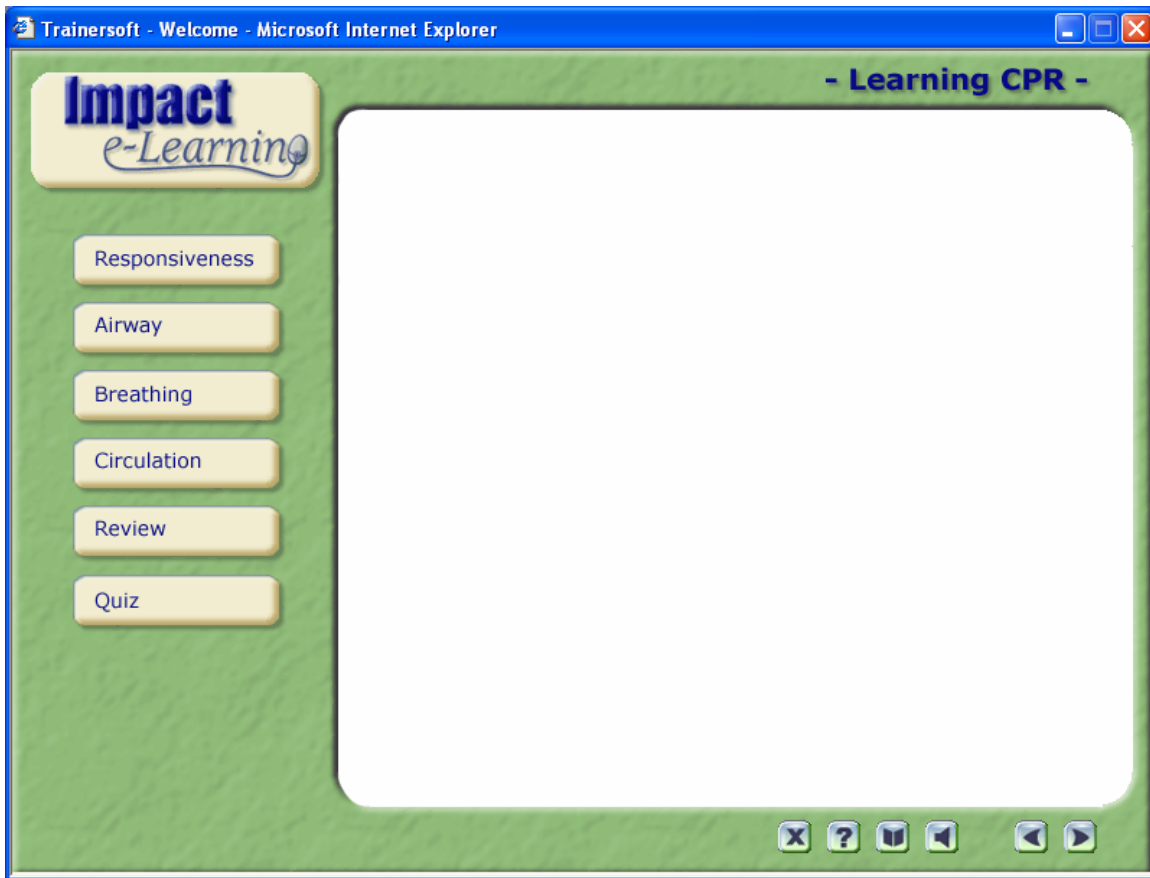 Trainersoft - Welcome - Microsoft Internet Explorer
Impact
e-Learning
- Learning CPR -
Responsiveness
Airway
Breathing
Circulation
Review
Quiz
X ?